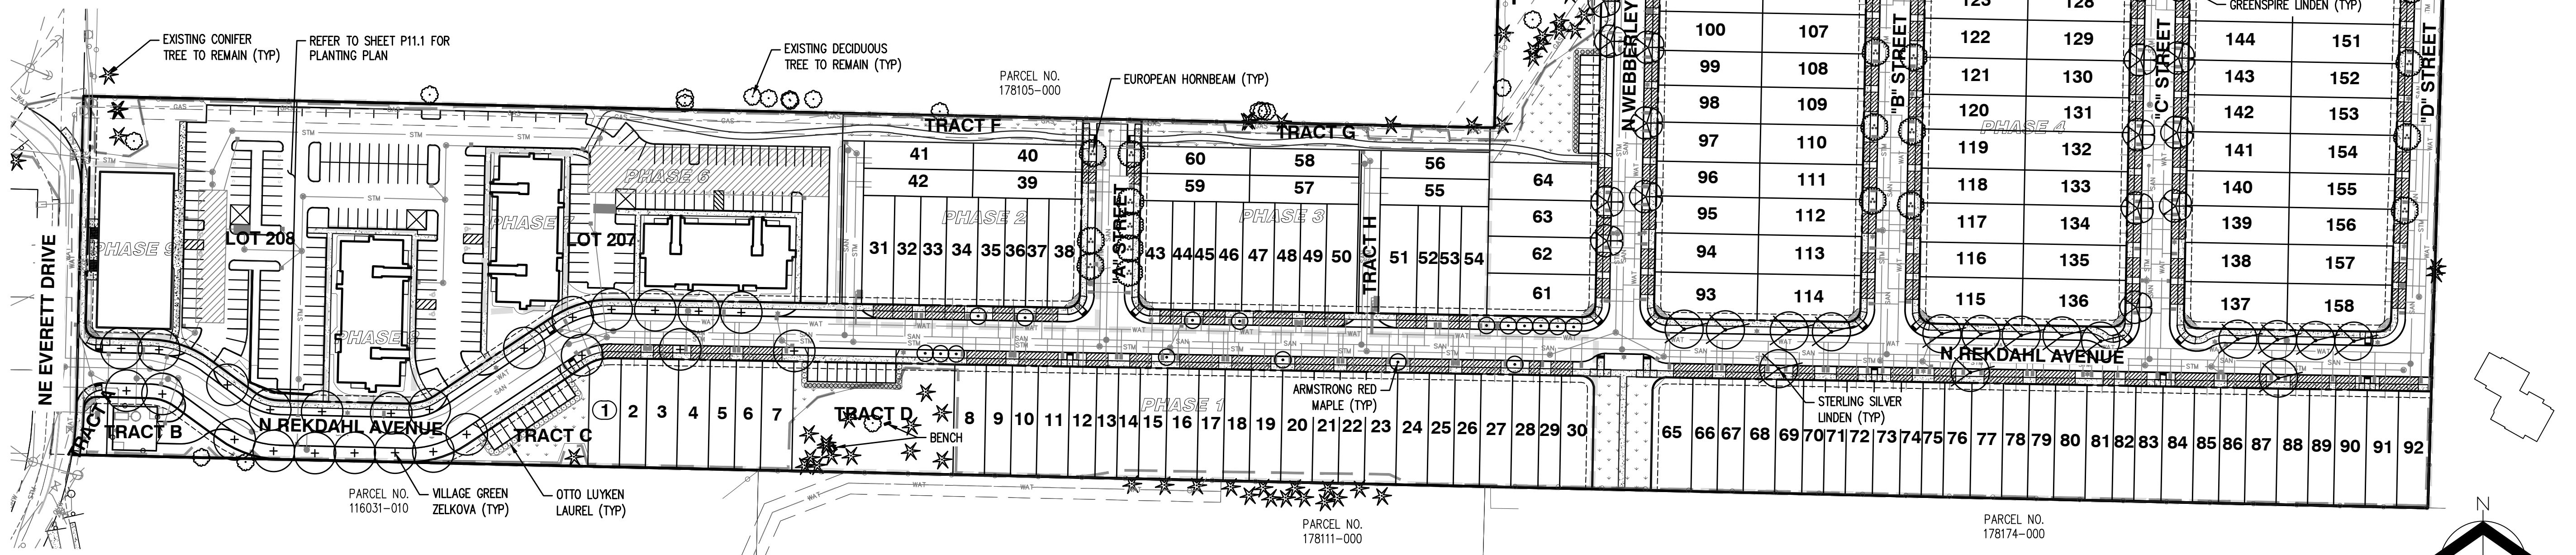 EXISTING CONIFER
TREE TO REMAIN (TYP)
REFER TO SHEET P11.1 FOR
PLANTING PLAN
EXISTING DECIDUOUS
TREE TO REMAIN (TYP)
PARCEL NO.
178105-000
EUROPEAN HORNBEAM (TYP)
GREENSPIRE LINDEN (TYP)
N WEBBERLEY
"B" STREET
"C" STREET
"D" STREET
"A" STREET
NE EVERETT DRIVE
TRACT F
TRACT G
TRACT H
PHASE 6
PHASE 2
PHASE 3
PHASE 4
PHASE 1
LOT 208
LOT 207
41 40
42 39
31 32 33 34 35 36 37 38
60 58
59 57
43 44 45 46 47 48 49 50
56
55
51 52 53 54
64
63
62
61
123 128
100 107
99 108
98 109
97 110
96 111
95 112
94 113
93 114
122 129
121 130
120 131
119 132
118 133
117 134
116 135
115 136
144 151
143 152
142 153
141 154
140 155
139 156
138 157
137 158
N REKDAHL AVENUE
ARMSTRONG RED
MAPLE (TYP)
STERLING SILVER
LINDEN (TYP)
TRACT B
N REKDAHL AVENUE
TRACT C
TRACT D
BENCH
1 2 3 4 5 6 7
8 9 10 11 12 13 14 15 16 17 18 19 20 21 22 23 24 25 26 27 28 29 30
65 66 67 68 69 70 71 72 73 74 75 76 77 78 79 80 81 82 83 84 85 86 87 88 89 90 91 92
PARCEL NO.
116031-010
VILLAGE GREEN
ZELKOVA (TYP)
OTTO LUYKEN
LAUREL (TYP)
PARCEL NO.
178111-000
PARCEL NO.
178174-000
N